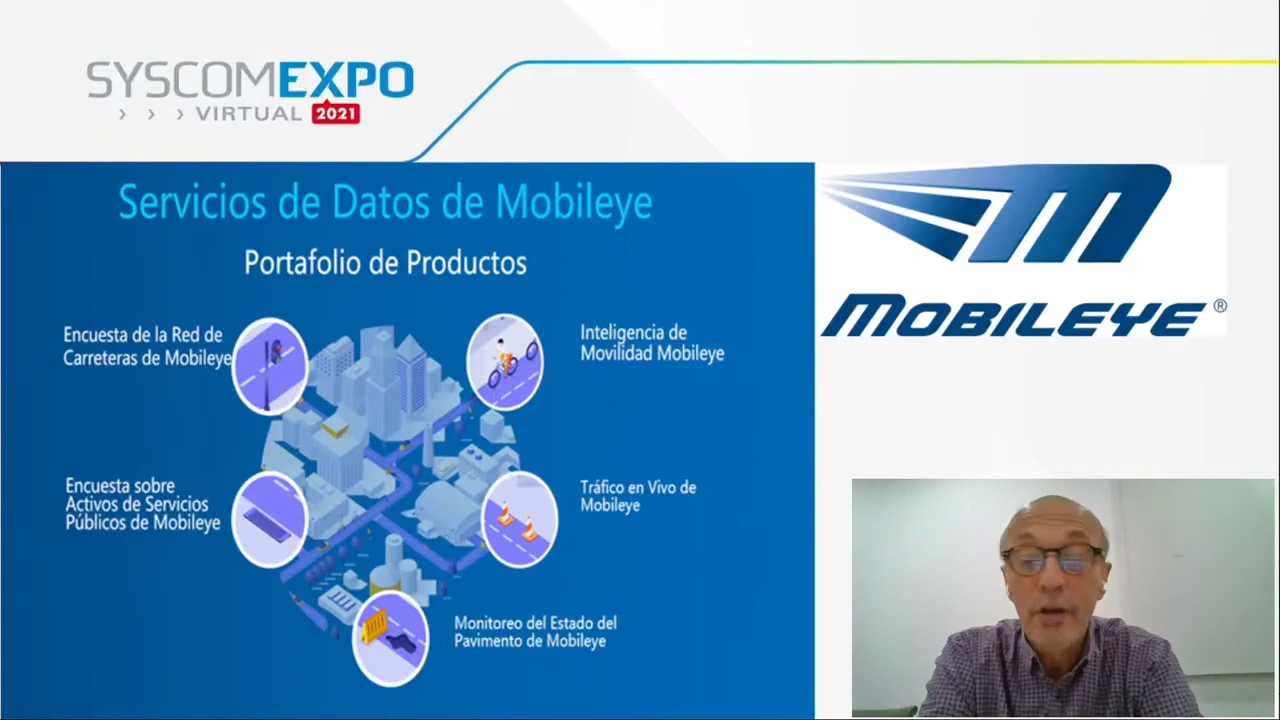 SYSCOMEXPO
VIRTUAL 2021
Servicios de Datos de Mobileye
Portafolio de Productos
Encuesta de la Red de
Carreteras de Mobileye
Inteligencia de
Movilidad Mobileye
Encuesta sobre
Activos de Servicios
Públicos de Mobileye
Tráfico en Vivo de
Mobileye
Monitoreo del Estado del
Pavimento de Mobileye
MOBILEYE®